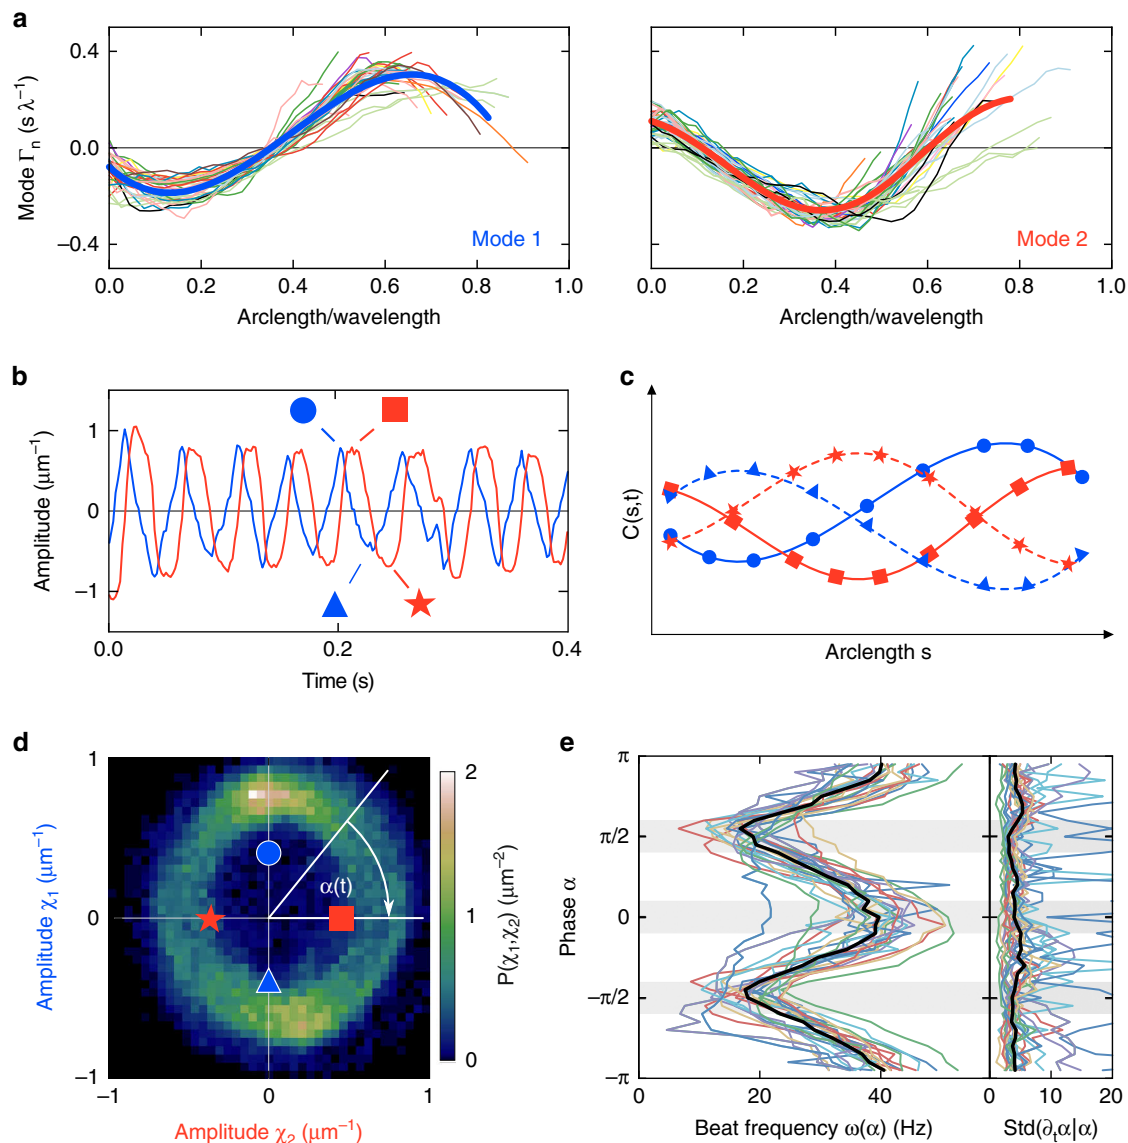 a
Mode Γn (s λ⁻¹)
0.4
0.0
−0.4
Mode 1
0.0 0.2 0.4 0.6 0.8 1.0
Arclength/wavelength
Mode 2
0.0 0.2 0.4 0.6 0.8 1.0
Arclength/wavelength
b
Amplitude (μm⁻¹)
1
0
−1
0.0 0.2 0.4
Time (s)
c
C(s,t)
Arclength s
d
Amplitude χ₁ (μm⁻¹)
1
0
−1
α(t)
−1 0 1
Amplitude χ₂ (μm⁻¹)
2
1
0
P(χ₁,χ₂) (μm⁻²)
e
Phase α
π
π/2
0
−π/2
−π
20 40
Beat frequency ω(α) (Hz)
0 10 20
Std(∂ₜα|α)